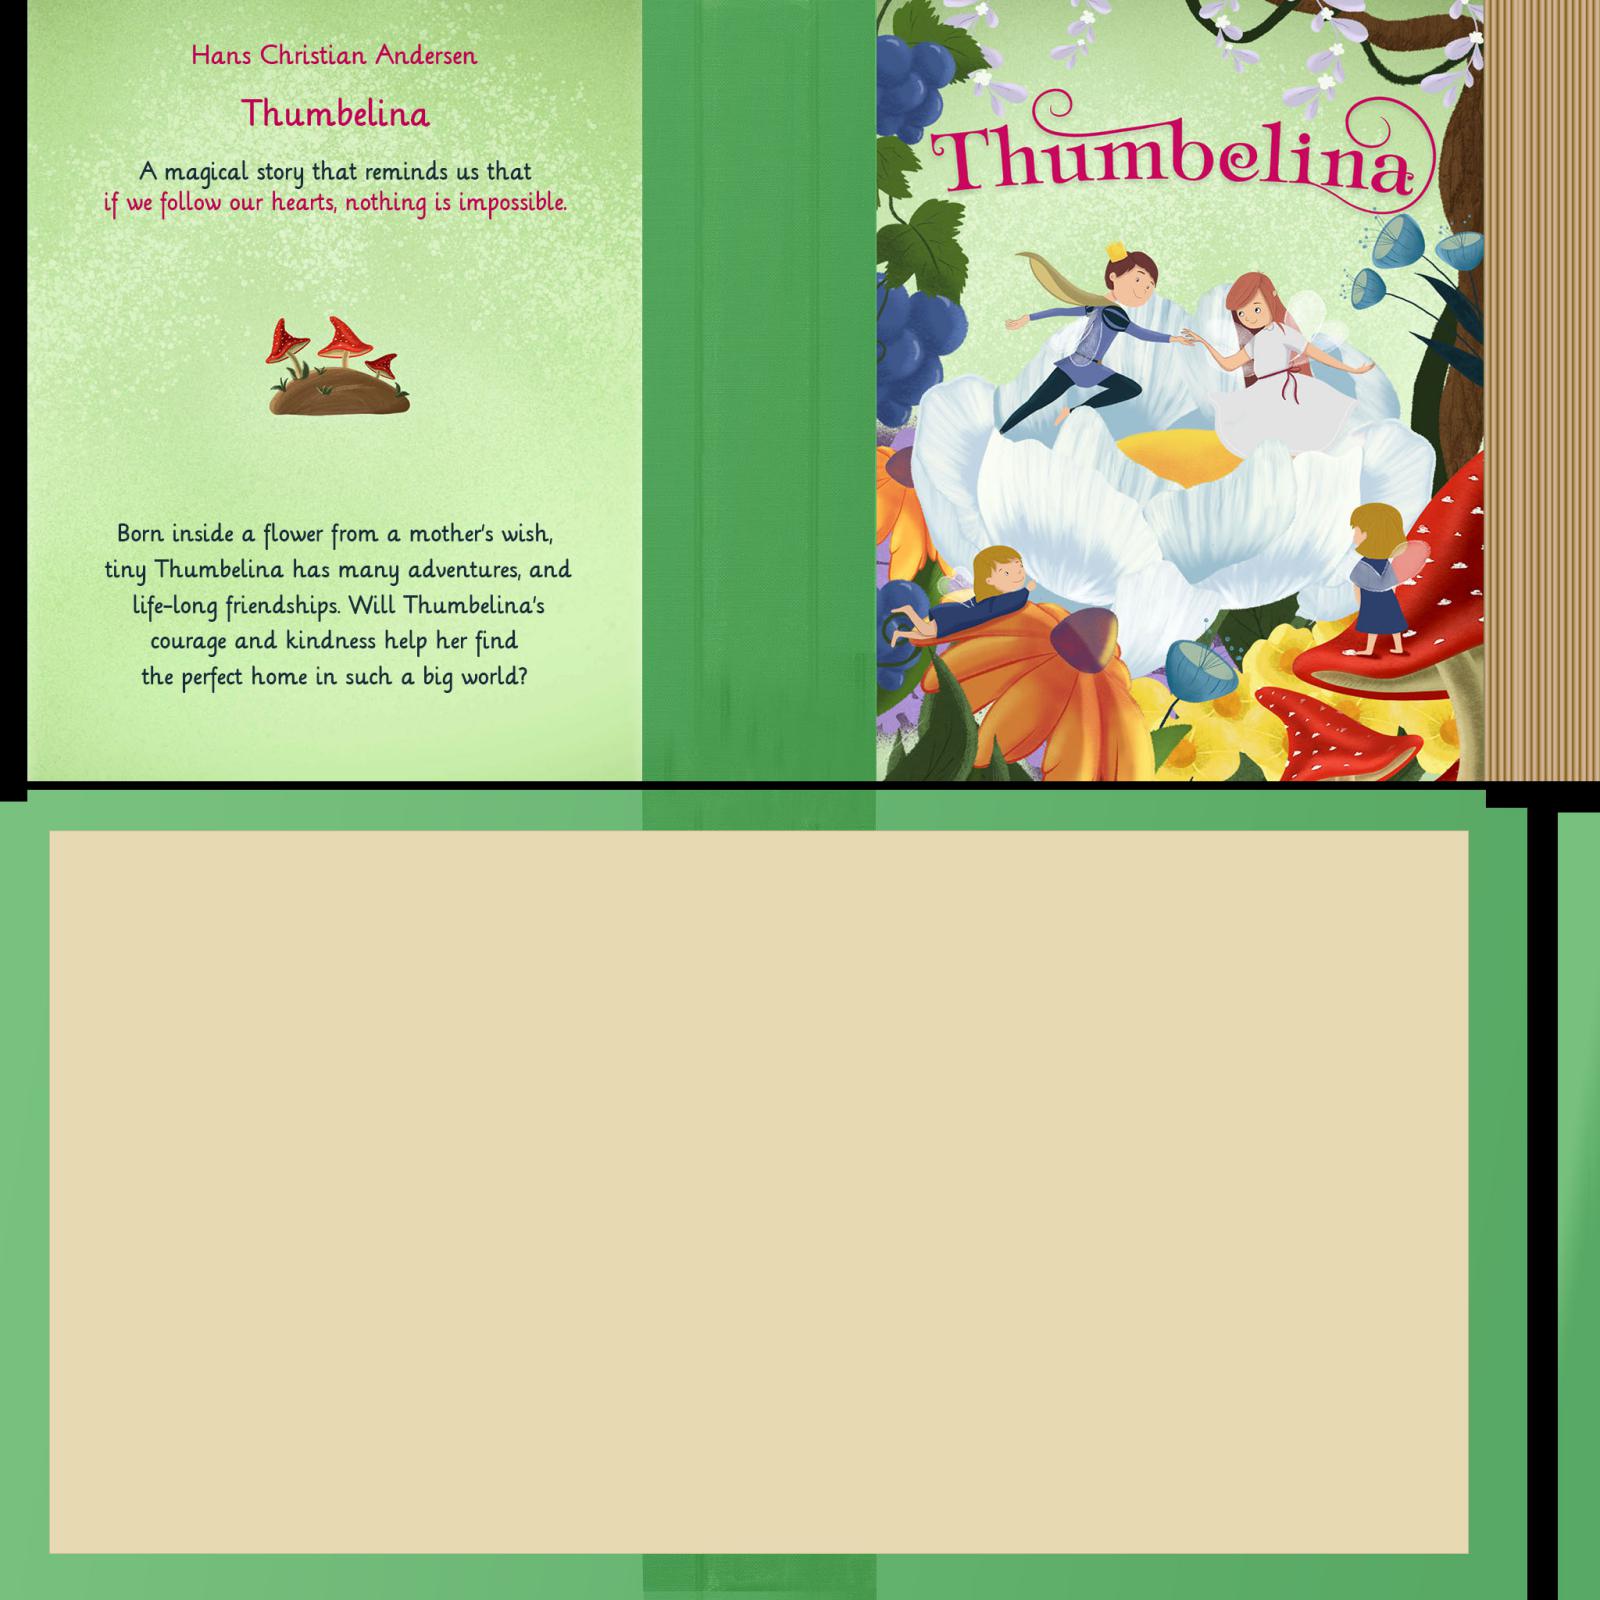 Hans Christian Andersen
Thumbelina
A magical story that reminds us that
if we follow our hearts, nothing is impossible.
Born inside a flower from a mother's wish,
tiny Thumbelina has many adventures, and
life-long friendships. Will Thumbelina's
courage and kindness help her find
the perfect home in such a big world?
Thumbelina